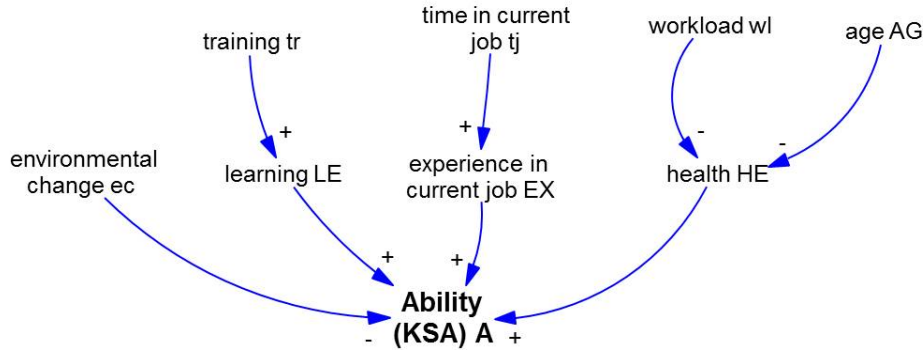 time in current
job tj
workload wl
age AG
training tr
+
+
-
-
environmental
change ec
learning LE
experience in
current job EX
health HE
+
+
Ability
(KSA) A
-
+